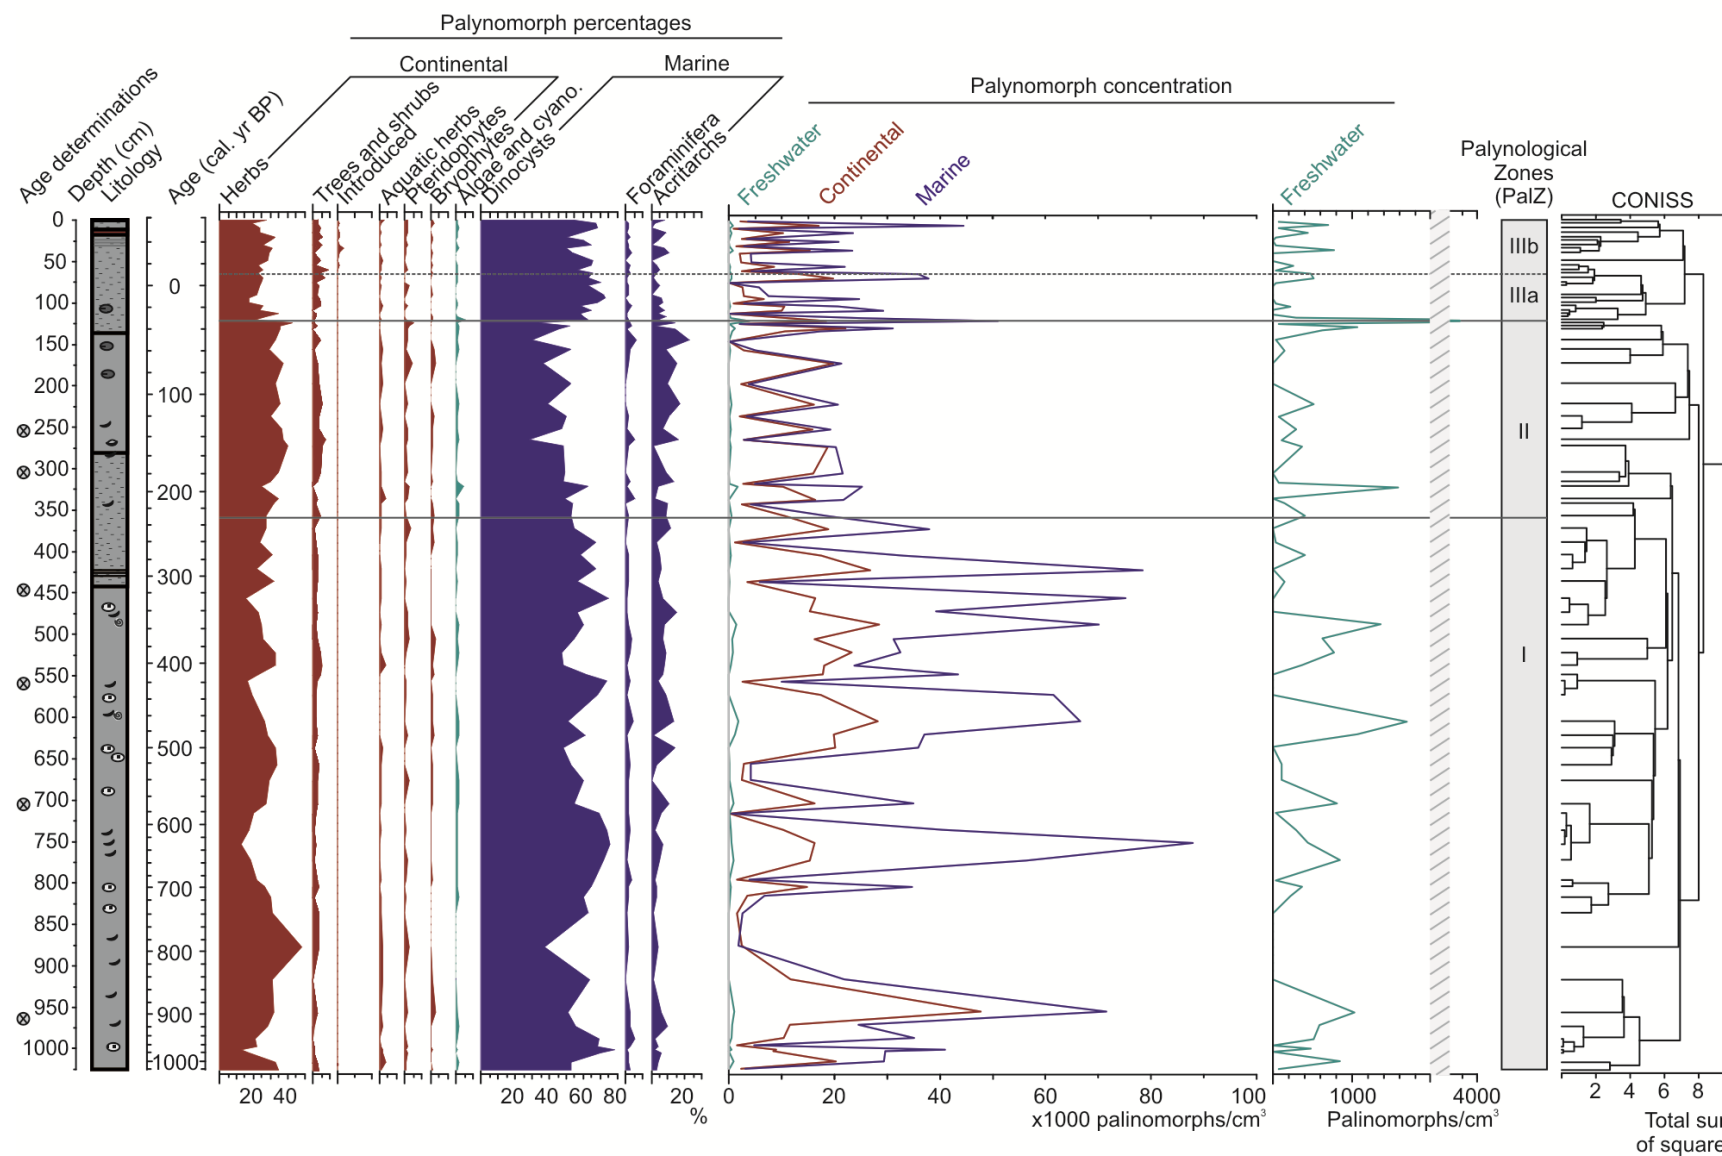 Palynomorph percentages
Continental
Marine
Palynomorph concentration
Age determinations
Depth (cm)
Litology
Age (cal. yr BP)
Herbs
Trees and shrubs
Introduced
Aquatic herbs
Pteridophytes
Bryophytes
Algae and cyano.
Dinocysts
Foraminifera
Acritarchs
Freshwater
Continental
Marine
Freshwater
Palynological
Zones
(PalZ)
CONISS
0
50
100
150
200
250
300
350
400
450
500
550
600
650
700
750
800
850
900
950
1000
0
100
200
300
400
500
600
700
800
900
1000
IIIb
IIIa
II
I
20 40
20 40 60 80
20
%
0 20 40 60 80 100
x1000 palinomorphs/cm³
1000 4000
Palinomorphs/cm³
2 4 6 8
Total sum
of square